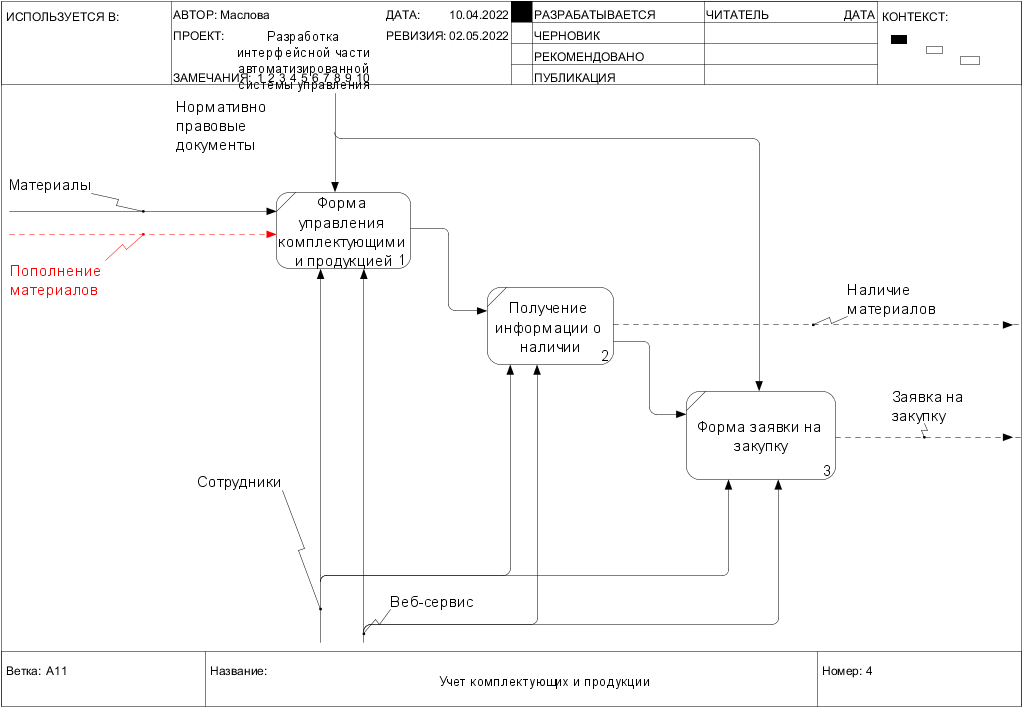 ИСПОЛЬЗУЕТСЯ В:
АВТОР: Маслова
ДАТА: 10.04.2022
ПРОЕКТ: Разработка
интерфейсной части
автоматизированной
системы управления
РЕВИЗИЯ: 02.05.2022
ЗАМЕЧАНИЯ: 1 2 3 4 5 6 7 8 9 10
РАЗРАБАТЫВАЕТСЯ
ЧЕРНОВИК
РЕКОМЕНДОВАНО
ПУБЛИКАЦИЯ
ЧИТАТЕЛЬ ДАТА
КОНТЕКСТ:
Нормативно
правовые
документы
Материалы
Пополнение
материалов
Форма
управления
комплектующими
и продукцией 1
Получение
информации о
наличии
2
Наличие
материалов
Форма заявки на
закупку
3
Заявка на
закупку
Сотрудники
Веб-сервис
Ветка: A11
Название:
Учет комплектующих и продукции
Номер: 4